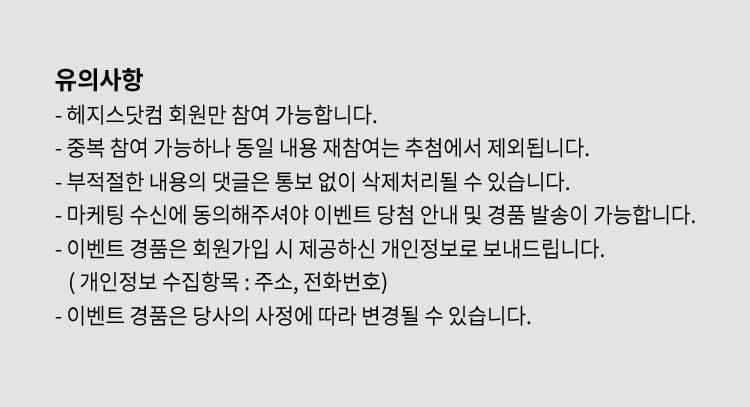 유의사항
- 헤지스닷컴 회원만 참여 가능합니다.
- 중복 참여 가능하나 동일 내용 재참여는 추첨에서 제외됩니다.
- 부적절한 내용의 댓글은 통보 없이 삭제처리될 수 있습니다.
- 마케팅 수신에 동의해주셔야 이벤트 당첨 안내 및 경품 발송이 가능합니다.
- 이벤트 경품은 회원가입 시 제공하신 개인정보로 보내드립니다.
( 개인정보 수집항목 : 주소, 전화번호)
- 이벤트 경품은 당사의 사정에 따라 변경될 수 있습니다.